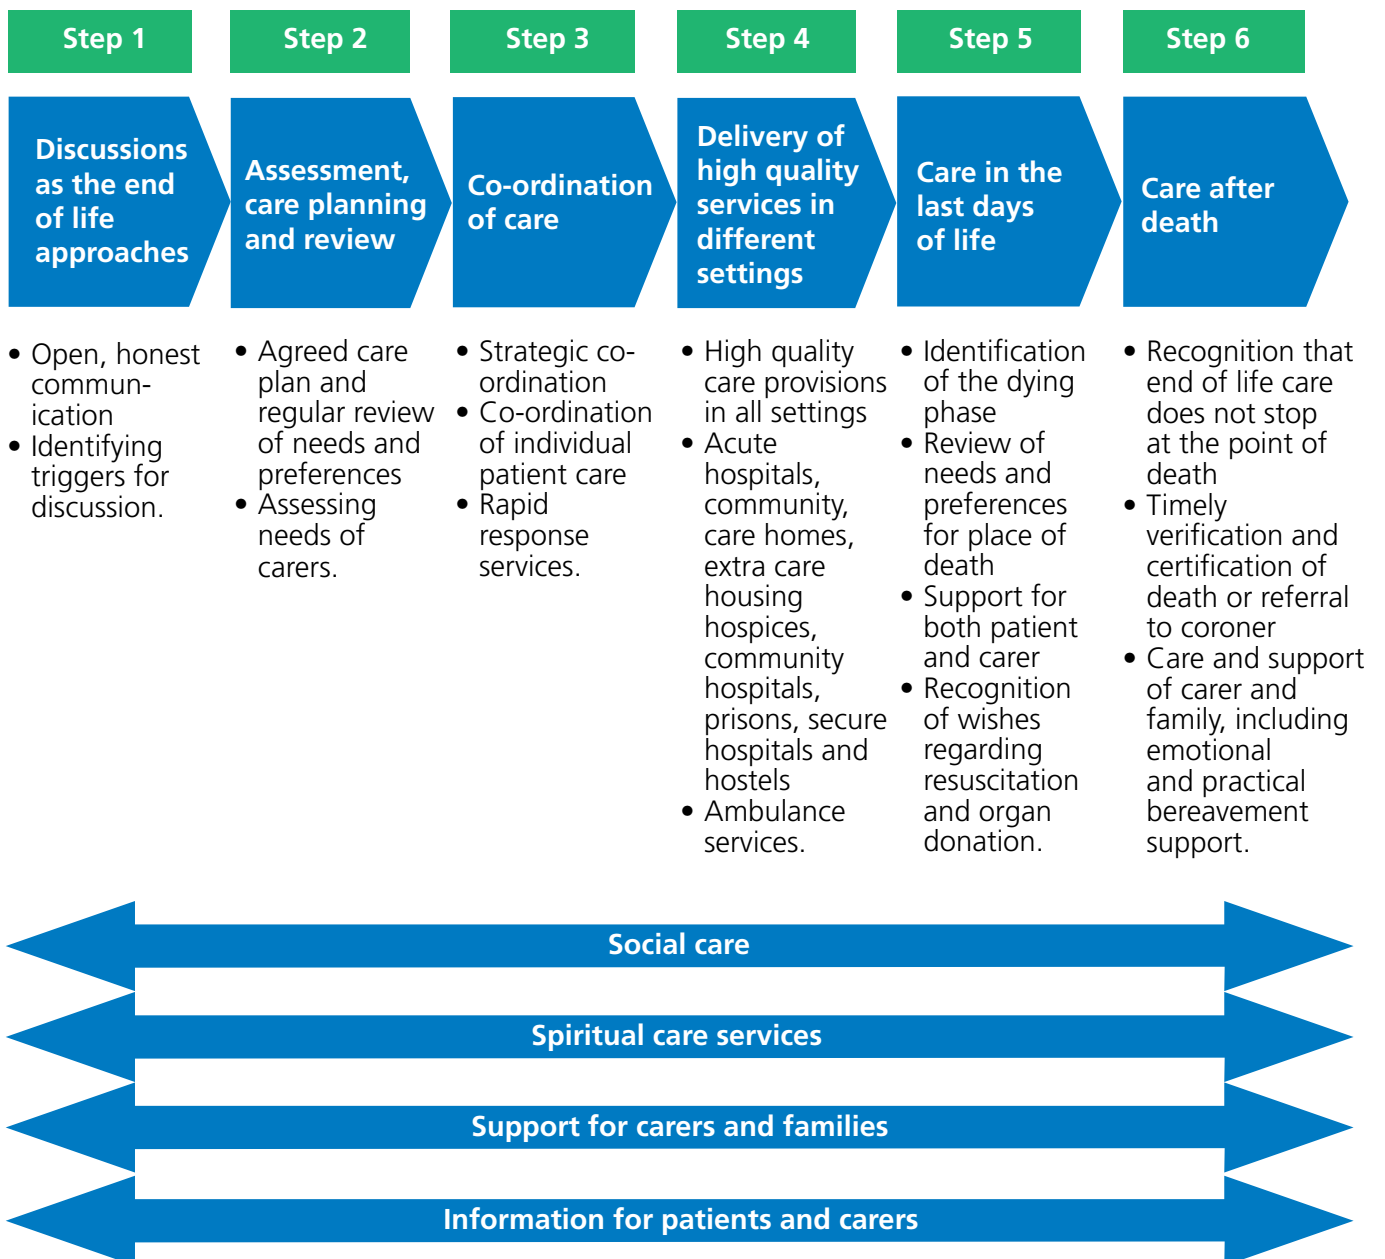 Step 1
Step 2
Step 3
Step 4
Step 5
Step 6
Discussions
as the end
of life
approaches
Assessment,
care planning
and review
Co-ordination
of care
Delivery of
high quality
services in
different
settings
Care in the
last days
of life
Care after
death
• Open, honest
commun-
ication
• Identifying
triggers for
discussion.
• Agreed care
plan and
regular review
of needs and
preferences
• Assessing
needs of
carers.
• Strategic co-
ordination
• Co-ordination
of individual
patient care
• Rapid
response
services.
• High quality
care provisions
in all settings
• Acute
hospitals,
community,
care homes,
extra care
housing
hospices,
community
hospitals,
prisons, secure
hospitals and
hostels
• Ambulance
services.
• Identification
of the dying
phase
• Review of
needs and
preferences
for place of
death
• Support for
both patient
and carer
• Recognition
of wishes
regarding
resuscitation
and organ
donation.
• Recognition that
end of life care
does not stop
at the point of
death
• Timely
verification and
certification of
death or referral
to coroner
• Care and support
of carer and
family, including
emotional
and practical
bereavement
support.
Social care
Spiritual care services
Support for carers and families
Information for patients and carers